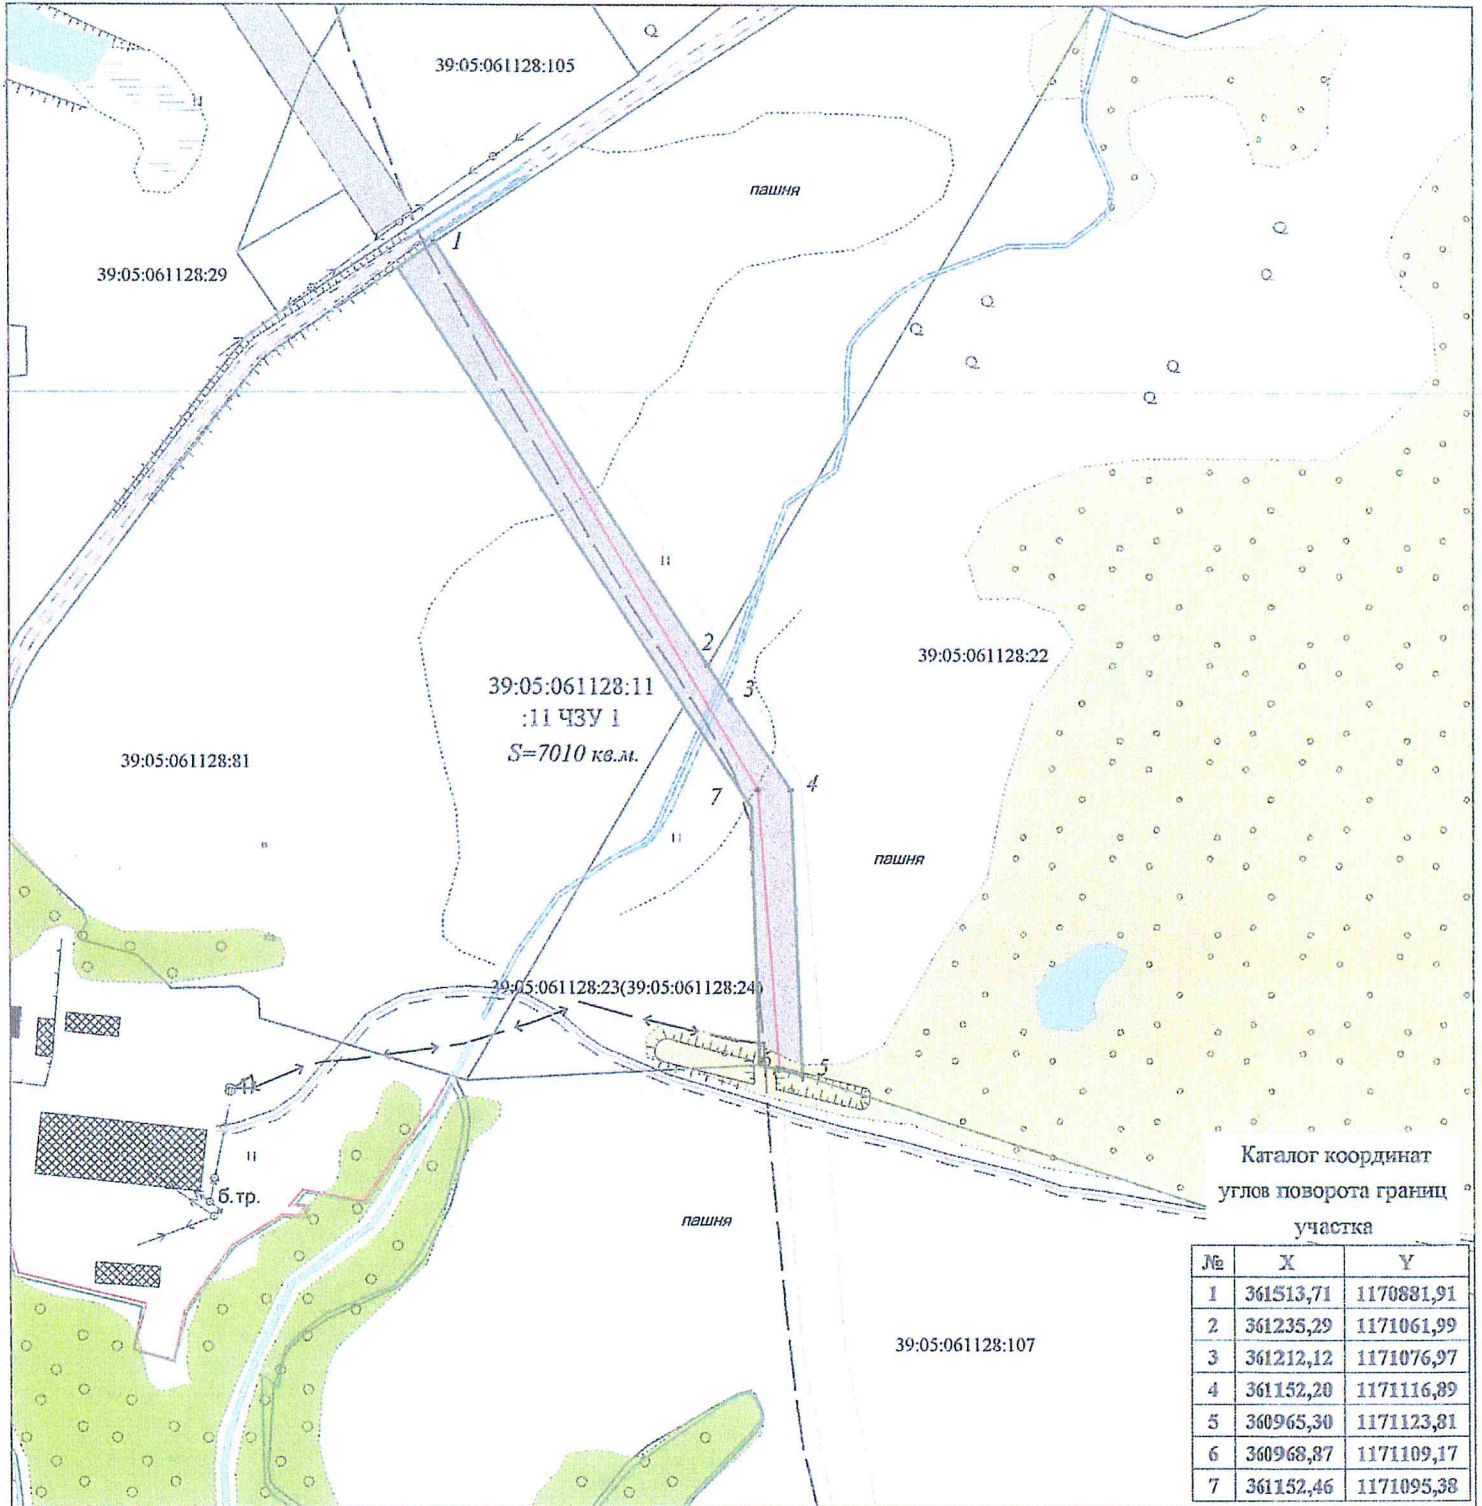 39:05:061128:105
пашня
1
39:05:061128:29
2
39:05:061128:22
3
39:05:061128:11
:11 ЧЗУ 1
S=7010 кв.м.
39:05:061128:81
7
4
пашня
39:05:061128:23(39:05:061128:24)
6
5
б.тр.
пашня
39:05:061128:107
Каталог координат
углов поворота границ
участка
№ X Y
1 361513,71 1170881,91
2 361235,29 1171061,99
3 361212,12 1171076,97
4 361152,20 1171116,89
5 360965,30 1171123,81
6 360968,87 1171109,17
7 361152,46 1171095,38